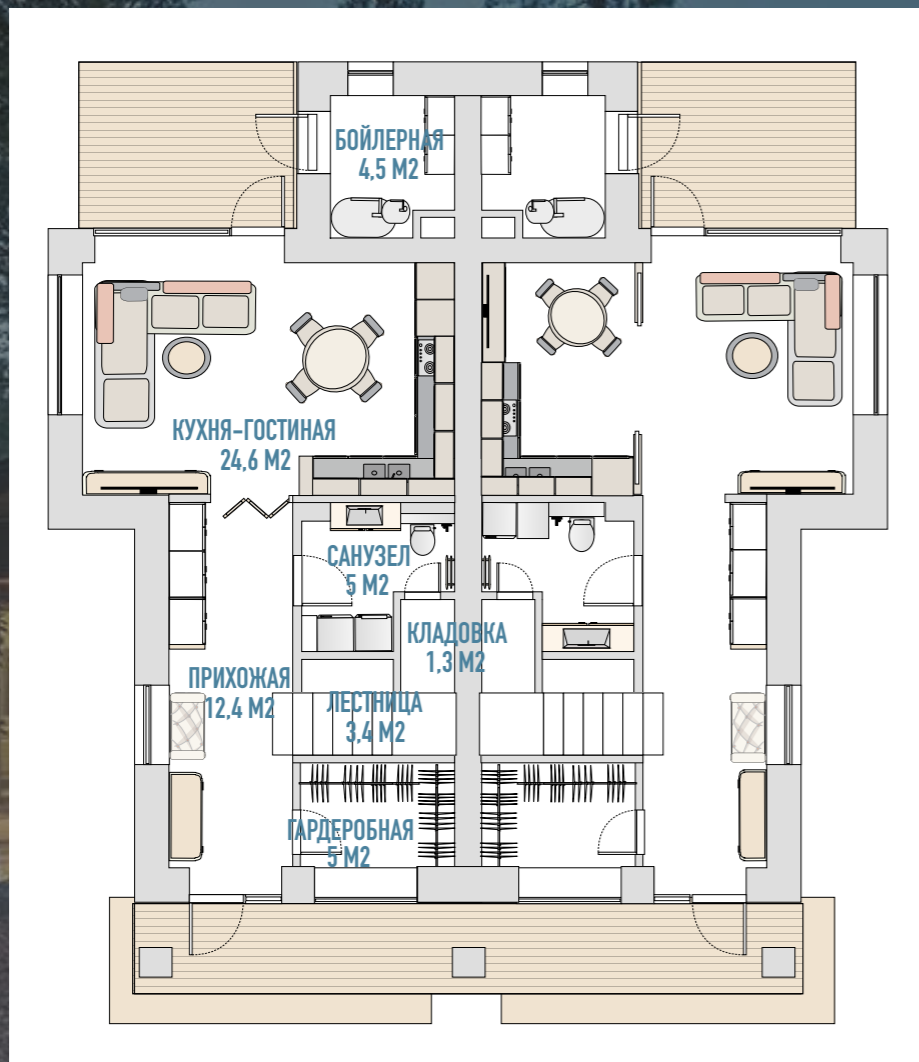 БОЙЛЕРНАЯ
4,5 М2
КУХНЯ-ГОСТИНАЯ
24,6 М2
САНУЗЕЛ
5 М2
КЛАДОВКА
1,3 М2
ПРИХОЖАЯ
12,4 М2
ЛЕСТНИЦА
3,4 М2
ГАРДЕРОБНАЯ
5 М2